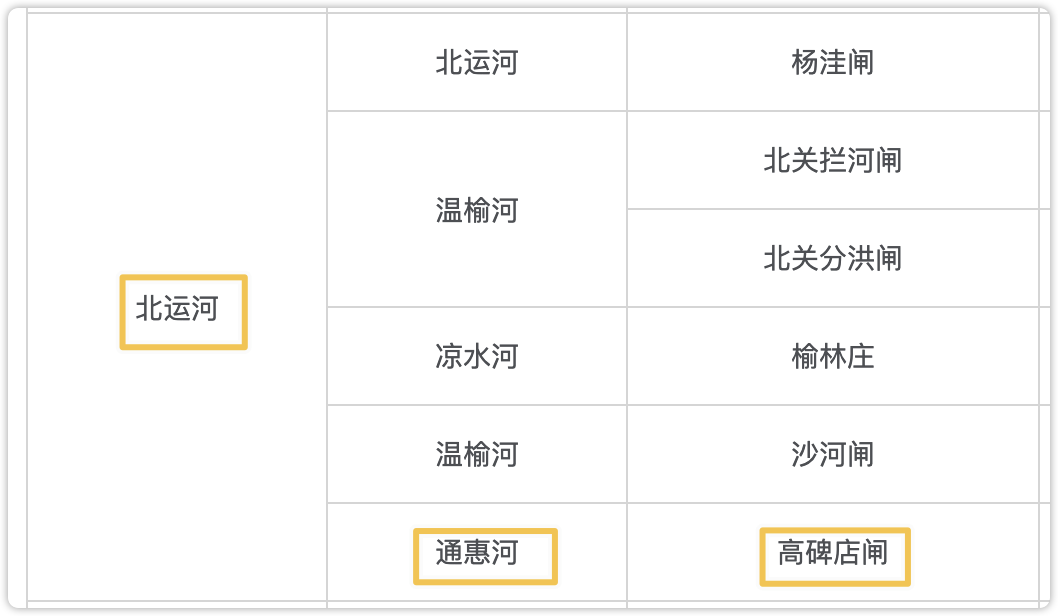 北运河
北运河
杨洼闸
温榆河
北关拦河闸
北关分洪闸
凉水河
榆林庄
温榆河
沙河闸
通惠河
高碑店闸